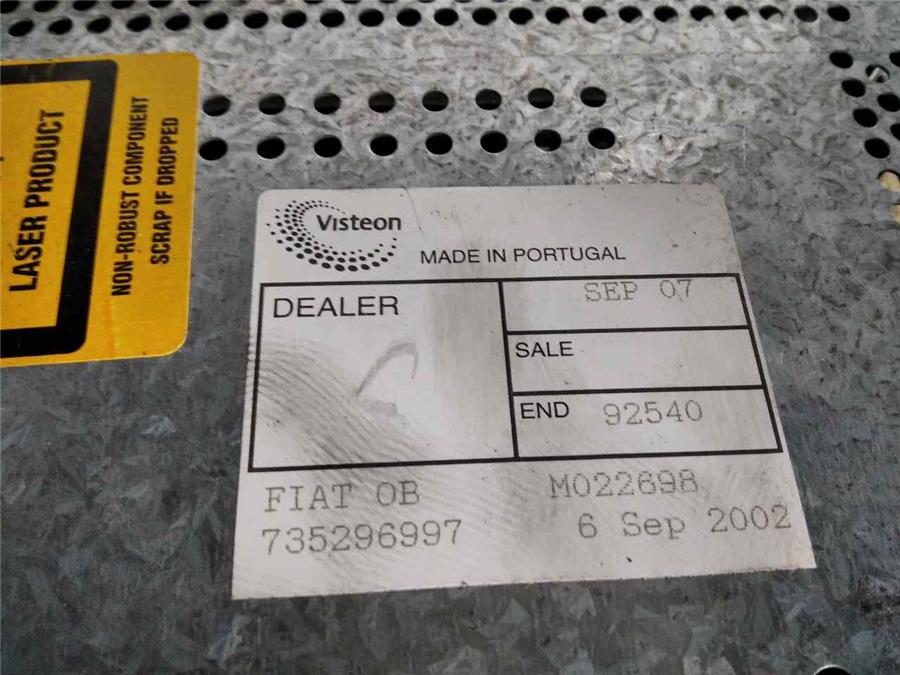 LASER PRODUCT
NON-ROBUST COMPONENT
SCRAP IF DROPPED
Visteon
MADE IN PORTUGAL
DEALER
SEP 07
SALE
END 92540
FIAT OB
735296997
M022698
6 Sep 2002